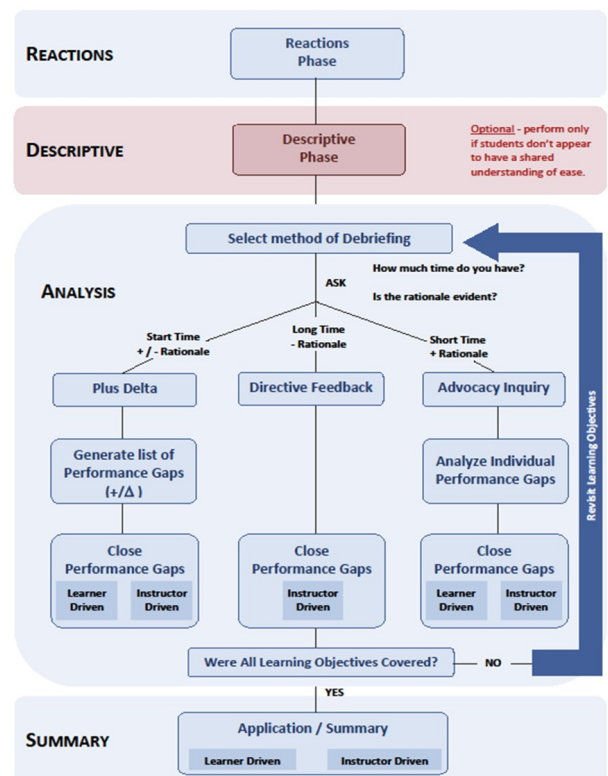 REACTIONS
Reactions
Phase
DESCRIPTIVE
Descriptive
Phase
Optional - perform only
if students don't appear
to have a shared
understanding of ease.
Select method of Debriefing
ANALYSIS
ASK
How much time do you have?
Is the rationale evident?
Start Time
+ / - Rationale
Long Time
- Rationale
Short Time
+ Rationale
Plus Delta
Directive Feedback
Advocacy Inquiry
Generate list of
Performance Gaps
(+/Δ )
Analyze Individual
Performance Gaps
Close
Performance Gaps
Learner
Driven
Instructor
Driven
Close
Performance Gaps
Instructor
Driven
Close
Performance Gaps
Learner
Driven
Instructor
Driven
Revisit Learning Objectives
Were All Learning Objectives Covered?
NO
YES
SUMMARY
Application / Summary
Learner Driven
Instructor Driven